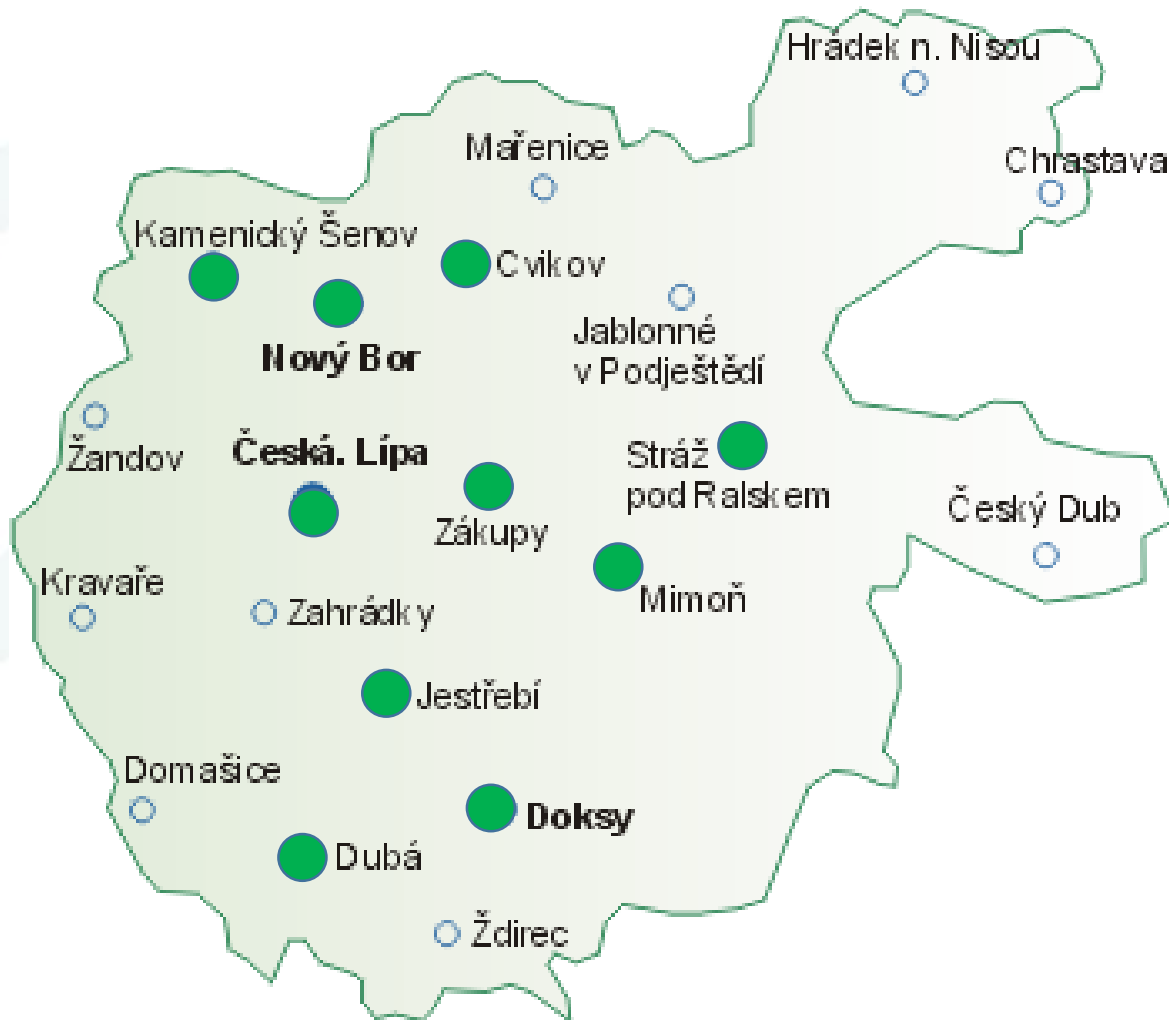 Hrádek n. Nisou
Mařenice
Chrastava
Kamenický Šenov
Cvikov
Jablonné
v Podještědí
Nový Bor
Žandov
Česká. Lípa
Stráž
pod Ralskem
Zákupy
Český Dub
Kravaře
Zahrádky
Mimoň
Jestřebí
Domašice
Doksy
Dubá
Ždirec